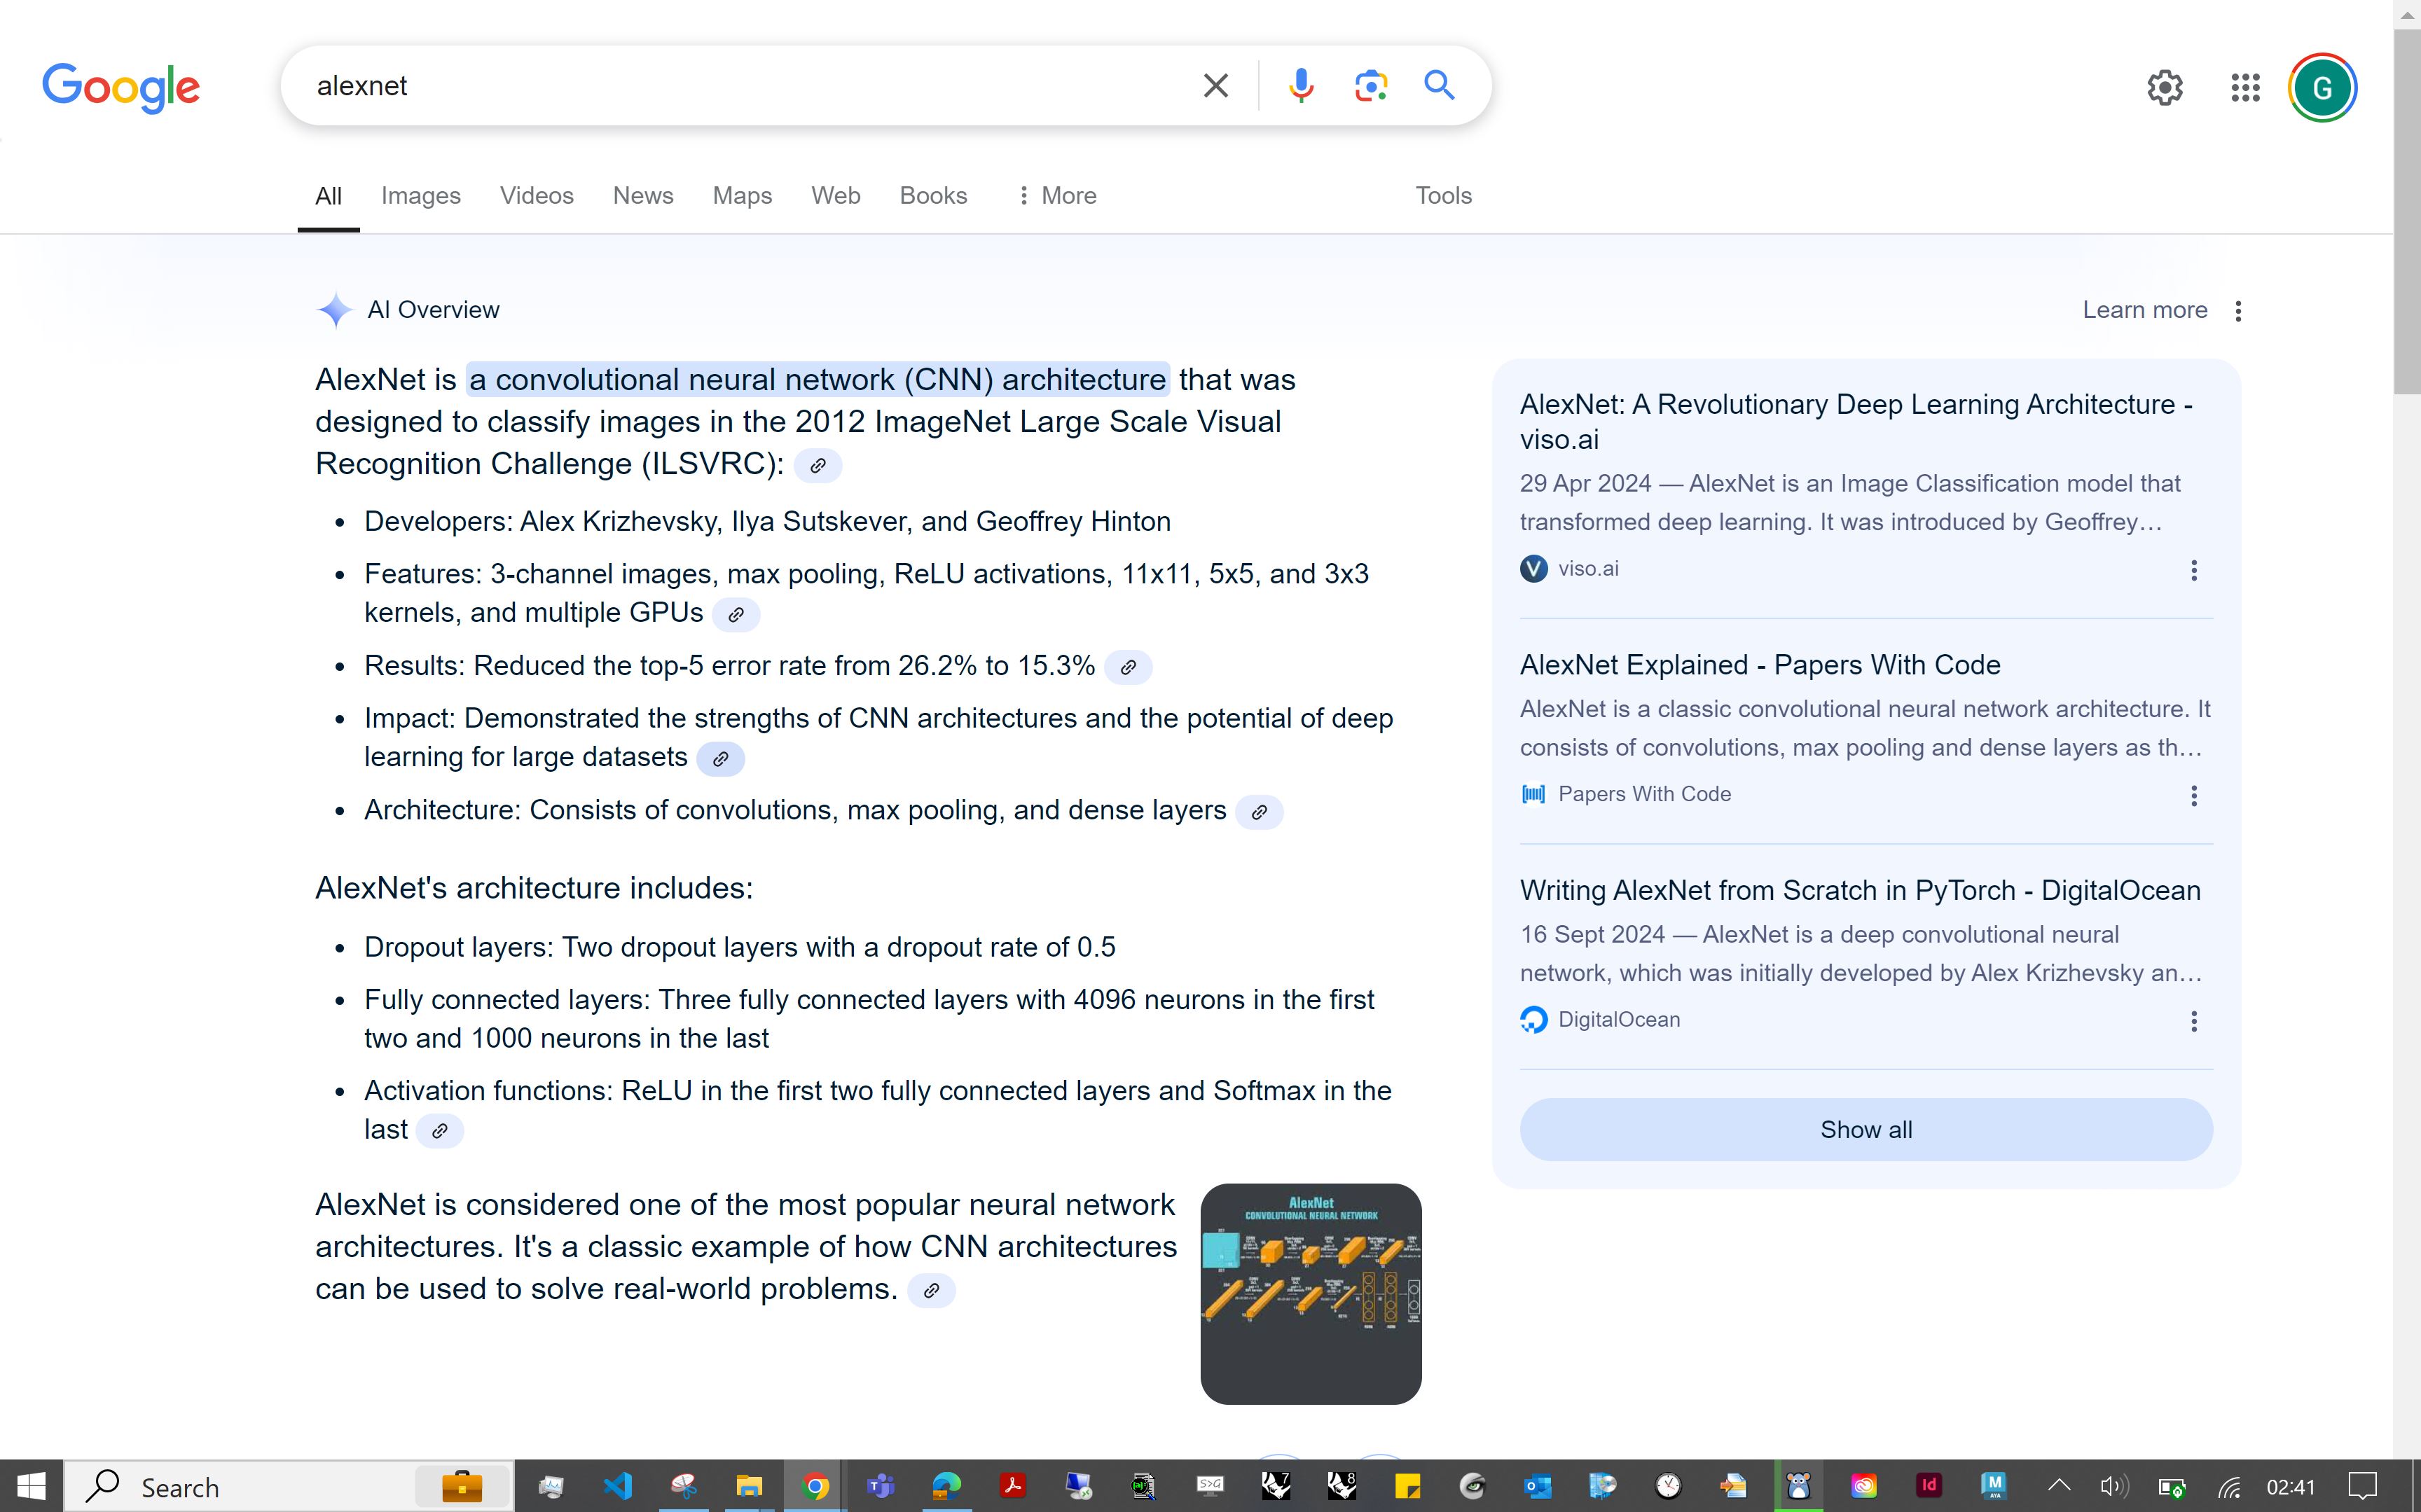 Google
alexnet
All Images Videos News Maps Web Books More Tools
AI Overview
Learn more
AlexNet is a convolutional neural network (CNN) architecture that was
designed to classify images in the 2012 ImageNet Large Scale Visual
Recognition Challenge (ILSVRC):
• Developers: Alex Krizhevsky, Ilya Sutskever, and Geoffrey Hinton
• Features: 3-channel images, max pooling, ReLU activations, 11x11, 5x5, and 3x3
kernels, and multiple GPUs
• Results: Reduced the top-5 error rate from 26.2% to 15.3%
• Impact: Demonstrated the strengths of CNN architectures and the potential of deep
learning for large datasets
• Architecture: Consists of convolutions, max pooling, and dense layers
AlexNet's architecture includes:
• Dropout layers: Two dropout layers with a dropout rate of 0.5
• Fully connected layers: Three fully connected layers with 4096 neurons in the first
two and 1000 neurons in the last
• Activation functions: ReLU in the first two fully connected layers and Softmax in the
last
AlexNet is considered one of the most popular neural network
architectures. It's a classic example of how CNN architectures
can be used to solve real-world problems.
AlexNet
CONVOLUTIONAL NEURAL NETWORK
AlexNet: A Revolutionary Deep Learning Architecture -
viso.ai
29 Apr 2024 — AlexNet is an Image Classification model that
transformed deep learning. It was introduced by Geoffrey...
viso.ai
AlexNet Explained - Papers With Code
AlexNet is a classic convolutional neural network architecture. It
consists of convolutions, max pooling and dense layers as th...
Papers With Code
Writing AlexNet from Scratch in PyTorch - DigitalOcean
16 Sept 2024 — AlexNet is a deep convolutional neural
network, which was initially developed by Alex Krizhevsky an...
DigitalOcean
Show all
G
Search
7
8
Id
M
02:41